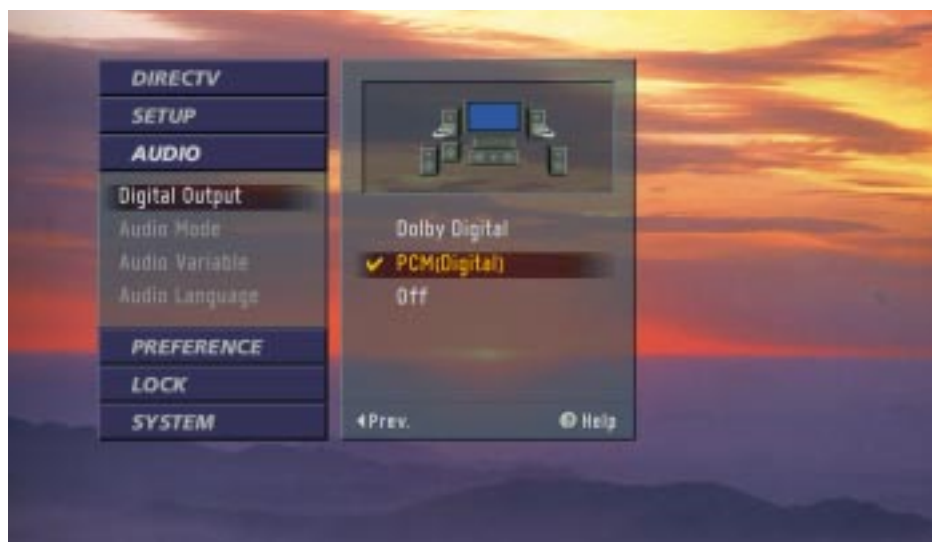 DIRECTV
SETUP
AUDIO
Digital Output
Audio Mode
Audio Variable
Audio Language
PREFERENCE
LOCK
SYSTEM
Dolby Digital
✓ PCM(Digital)
Off
◄Prev.
? Help